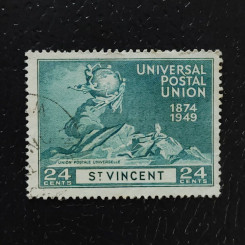 UNIVERSAL
POSTAL
UNION
1874
1949
UNION POSTALE UNIVERSELLE
24 CENTS
ST VINCENT
24 CENTS